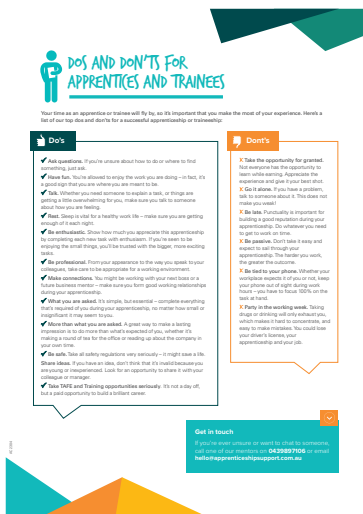 DOS AND DON'TS FOR
APPRENTICES AND TRAINEES
Your time as an apprentice or trainee will fly by, so it's important that you make the most of your experience. Here's a
list of our top dos and don'ts for a successful apprenticeship or traineeship:
Do's
✔ Ask questions. If you're unsure about how to do or where to find
something, just ask.
✔ Have fun. You're allowed to enjoy the work you are doing – in fact, it's
a good sign that you are where you are meant to be.
✔ Talk. Whether you need someone to explain a task, or things are
getting a little overwhelming for you, make sure you talk to someone
about how you are feeling.
✔ Rest. Sleep is vital for a healthy work life – make sure you are getting
enough of it each night.
✔ Be enthusiastic. Show how much you appreciate this apprenticeship
by completing each new task with enthusiasm. If you're seen to be
enjoying the small things, you'll be trusted with the bigger, more exciting
tasks.
✔ Be professional. From your appearance to the way you speak to your
colleagues, take care to be appropriate for a working environment.
✔ Make connections. You might be working with your next boss or a
future business mentor – make sure you form good working relationships
during your apprenticeship.
✔ What you are asked. It's simple, but essential – complete everything
that's required of you during your apprenticeship, no matter how small or
insignificant it may seem to you.
✔ More than what you are asked. A great way to make a lasting
impression is to do more than what's expected of you, whether it's
making a round of tea for the office or reading up about the company in
your own time.
✔ Be safe. Take all safety regulations very seriously – it might save a life.
Share ideas. If you have an idea, don't think that it's invalid because you
are young or inexperienced. Look for an opportunity to share it with your
colleague or manager.
✔ Take TAFE and Training opportunities seriously. It's not a day off,
but a paid opportunity to build a brilliant career.
Dont's
✘ Take the opportunity for granted.
Not everyone has the opportunity to
learn while earning. Appreciate the
experience and give it your best shot.
✘ Go it alone. If you have a problem,
talk to someone about it. This does not
make you weak!
✘ Be late. Punctuality is important for
building a good reputation during your
apprenticeship. Do whatever you need
to get to work on time.
✘ Be passive. Don't take it easy and
expect to sail through your
apprenticeship. The harder you work,
the greater the outcome.
✘ Be tied to your phone. Whether your
workplace expects it of you or not, keep
your phone out of sight during work
hours – you have to focus 100% on the
task at hand.
✘ Party in the working week. Taking
drugs or drinking will only exhaust you,
which makes it hard to concentrate, and
easy to make mistakes. You could lose
your driver's license, your
apprenticeship and your job.
Get in touch
If you're ever unsure or want to chat to someone,
call one of our mentors on 0439897106 or email
hello@apprenticeshipsupport.com.au